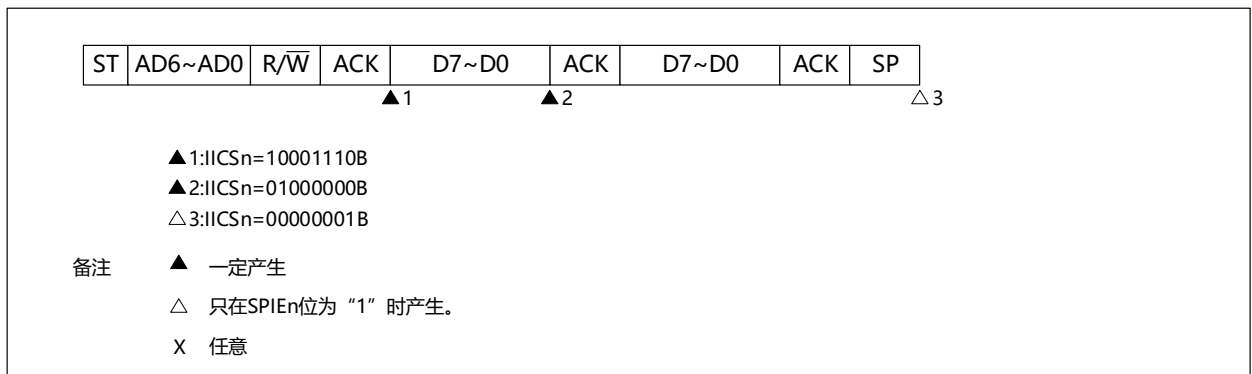 ST AD6~AD0 R/W̅ ACK D7~D0 ACK D7~D0 ACK SP
▲1 ▲2 △3
▲1:IICSn=10001110B
▲2:IICSn=01000000B
△3:IICSn=00000001B
备注 ▲ 一定产生
△ 只在SPIEn位为“1”时产生。
X 任意